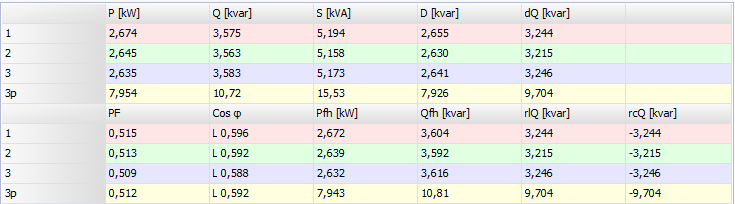 P [kW] Q [kvar] S [kVA] D [kvar] dQ [kvar]
1 2,674 3,575 5,194 2,655 3,244
2 2,645 3,563 5,158 2,630 3,215
3 2,635 3,583 5,173 2,641 3,246
3p 7,954 10,72 15,53 7,926 9,704
PF Cos φ Pfh [kW] Qfh [kvar] rlQ [kvar] rcQ [kvar]
1 0,515 L 0,596 2,672 3,604 3,244 -3,244
2 0,513 L 0,592 2,639 3,592 3,215 -3,215
3 0,509 L 0,588 2,632 3,616 3,246 -3,246
3p 0,512 L 0,592 7,943 10,81 9,704 -9,704